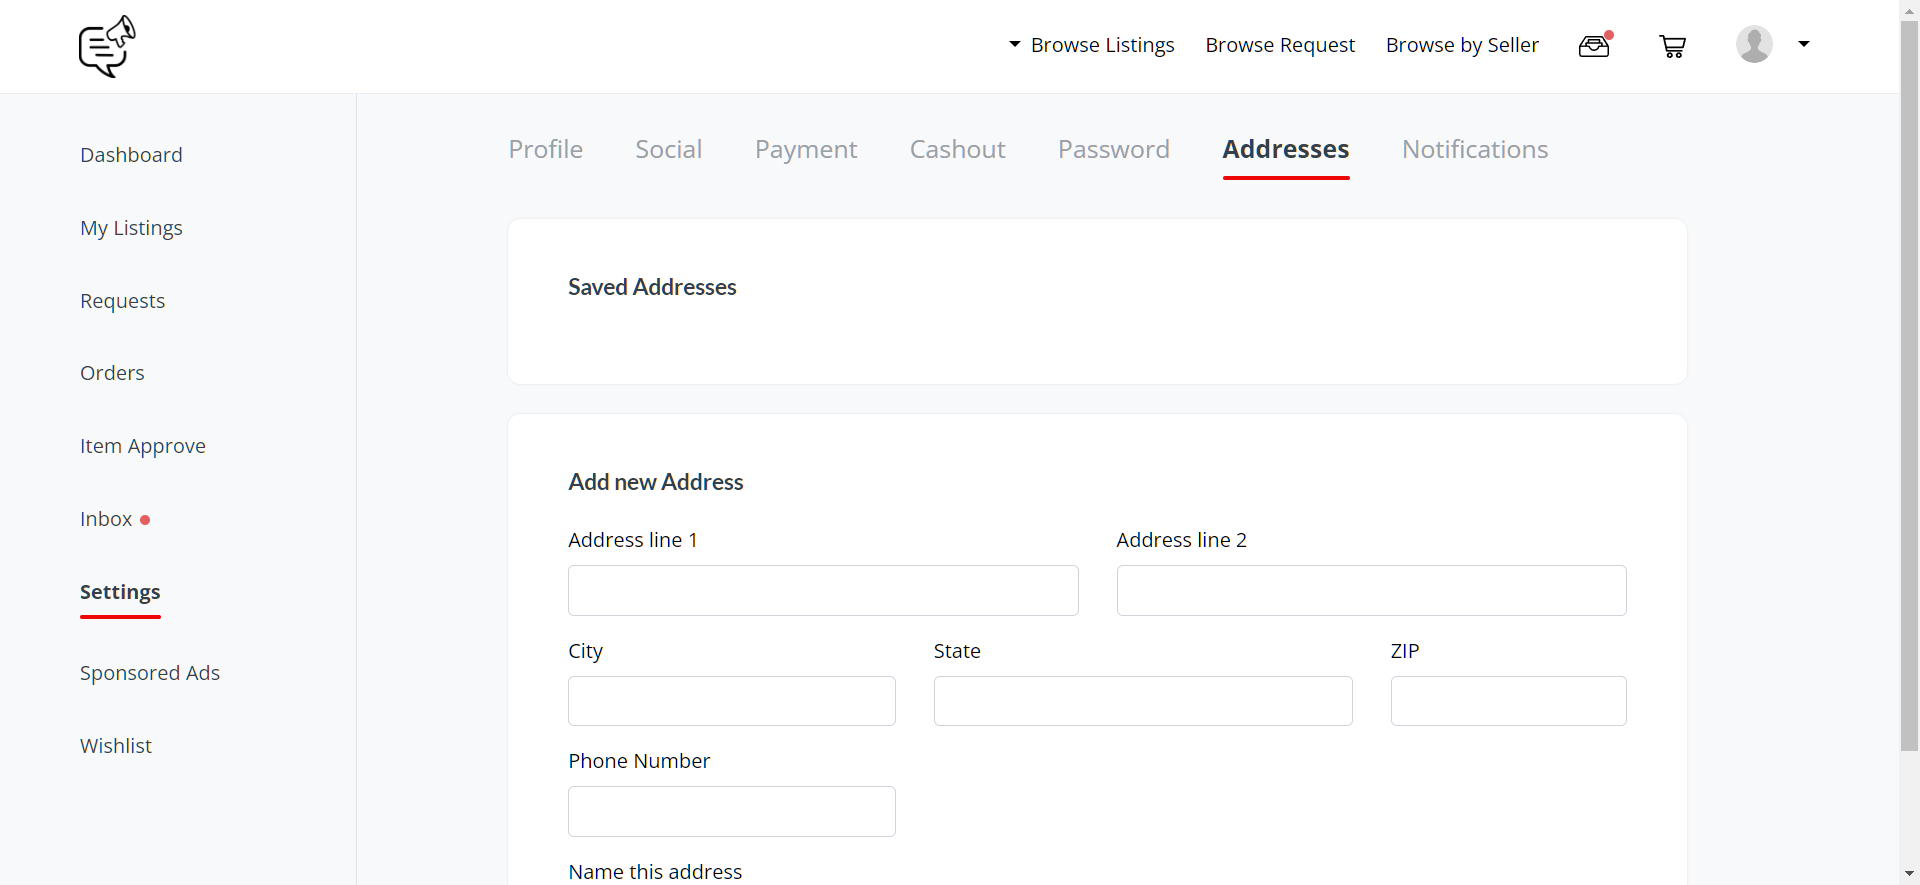 Browse Listings Browse Request Browse by Seller
Dashboard
My Listings
Requests
Orders
Item Approve
Inbox
Settings
Sponsored Ads
Wishlist
Profile Social Payment Cashout Password Addresses Notifications
Saved Addresses
Add new Address
Address line 1 Address line 2
City State ZIP
Phone Number
Name this address